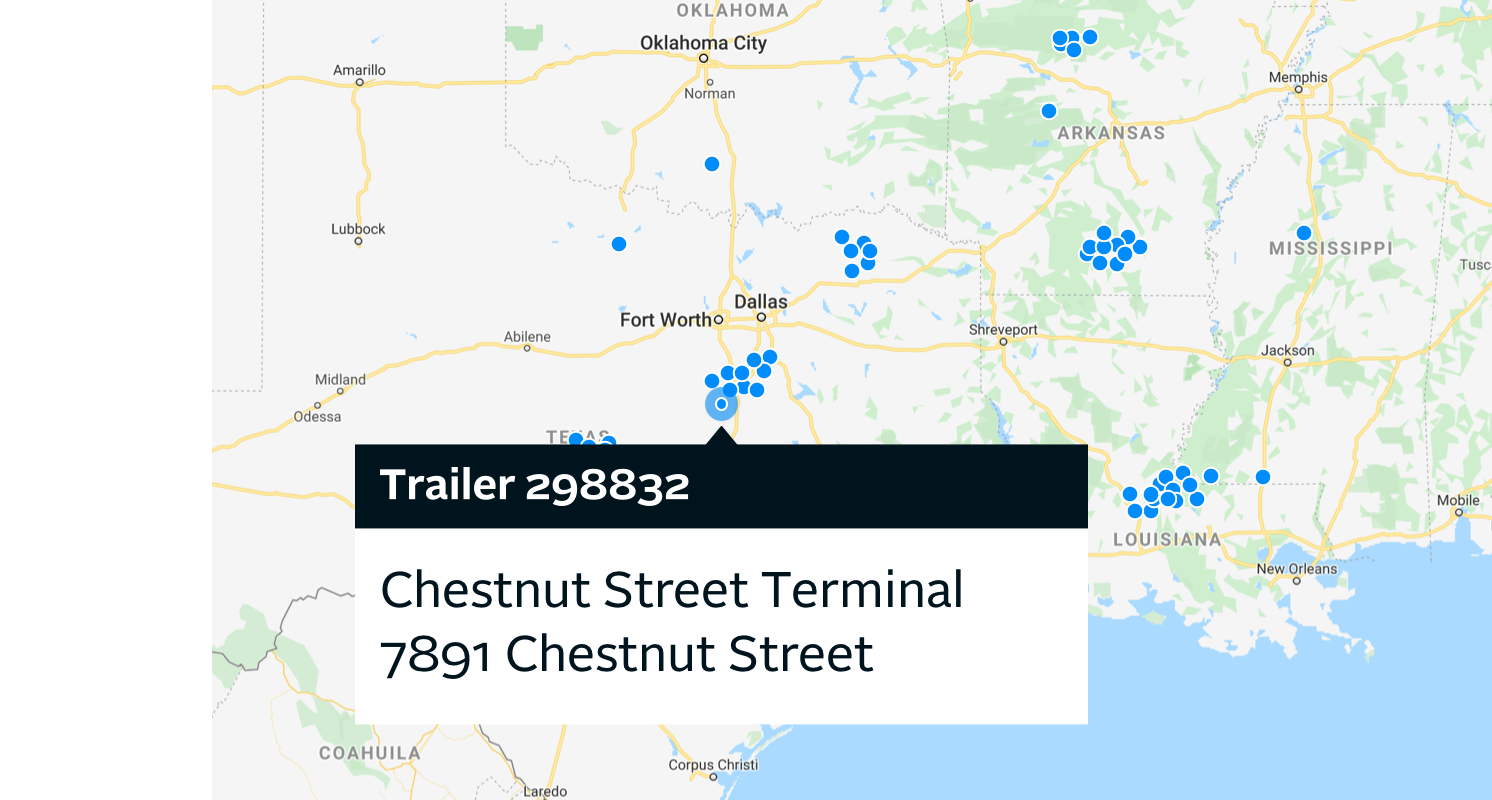 OKLAHOMA
Oklahoma City
Amarillo
Norman
Memphis
ARKANSAS
Lubbock
MISSISSIPPI
Tusc
Dallas
Fort Worth
Shreveport
Abilene
Jackson
Midland
Odessa
TEXAS
Trailer 298832
Mobile
LOUISIANA
New Orleans
Chestnut Street Terminal
7891 Chestnut Street
COAHUILA
Corpus Christi
Laredo